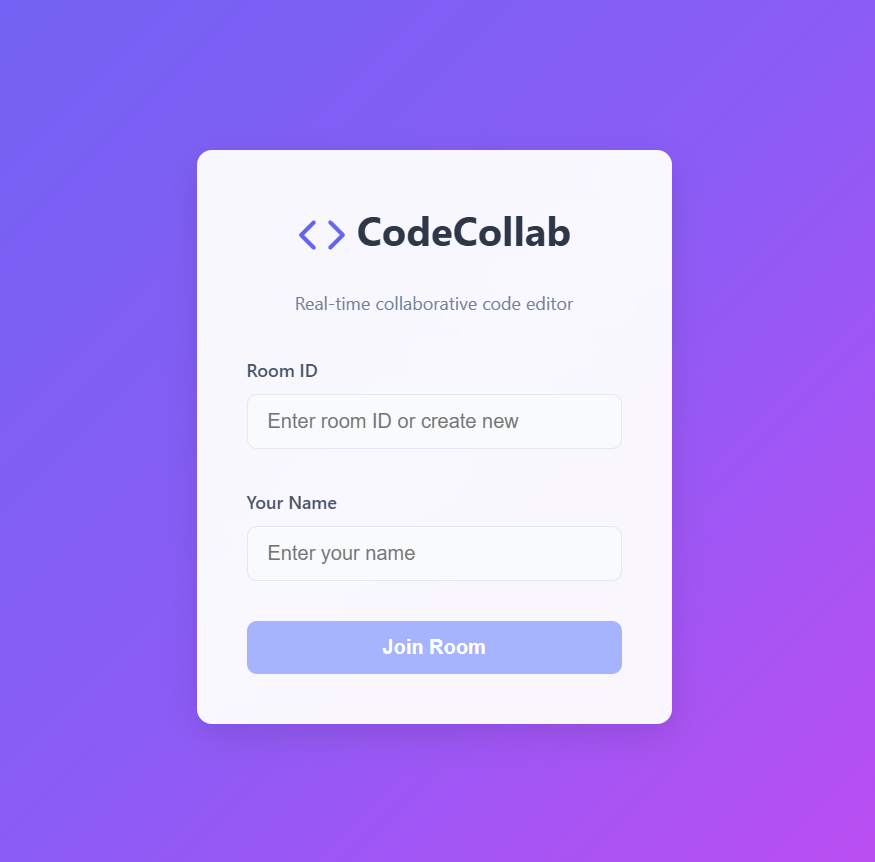 CodeCollab
Real-time collaborative code editor
Room ID
Enter room ID or create new
Your Name
Enter your name
Join Room